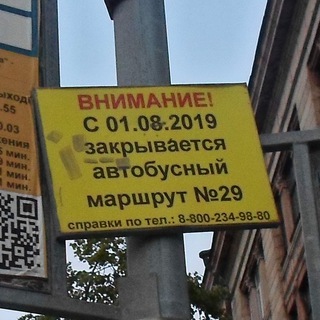 ВНИМАНИЕ!
С 01.08.2019
закрывается
автобусный
маршрут №29
справки по тел.: 8-800-234-98-80